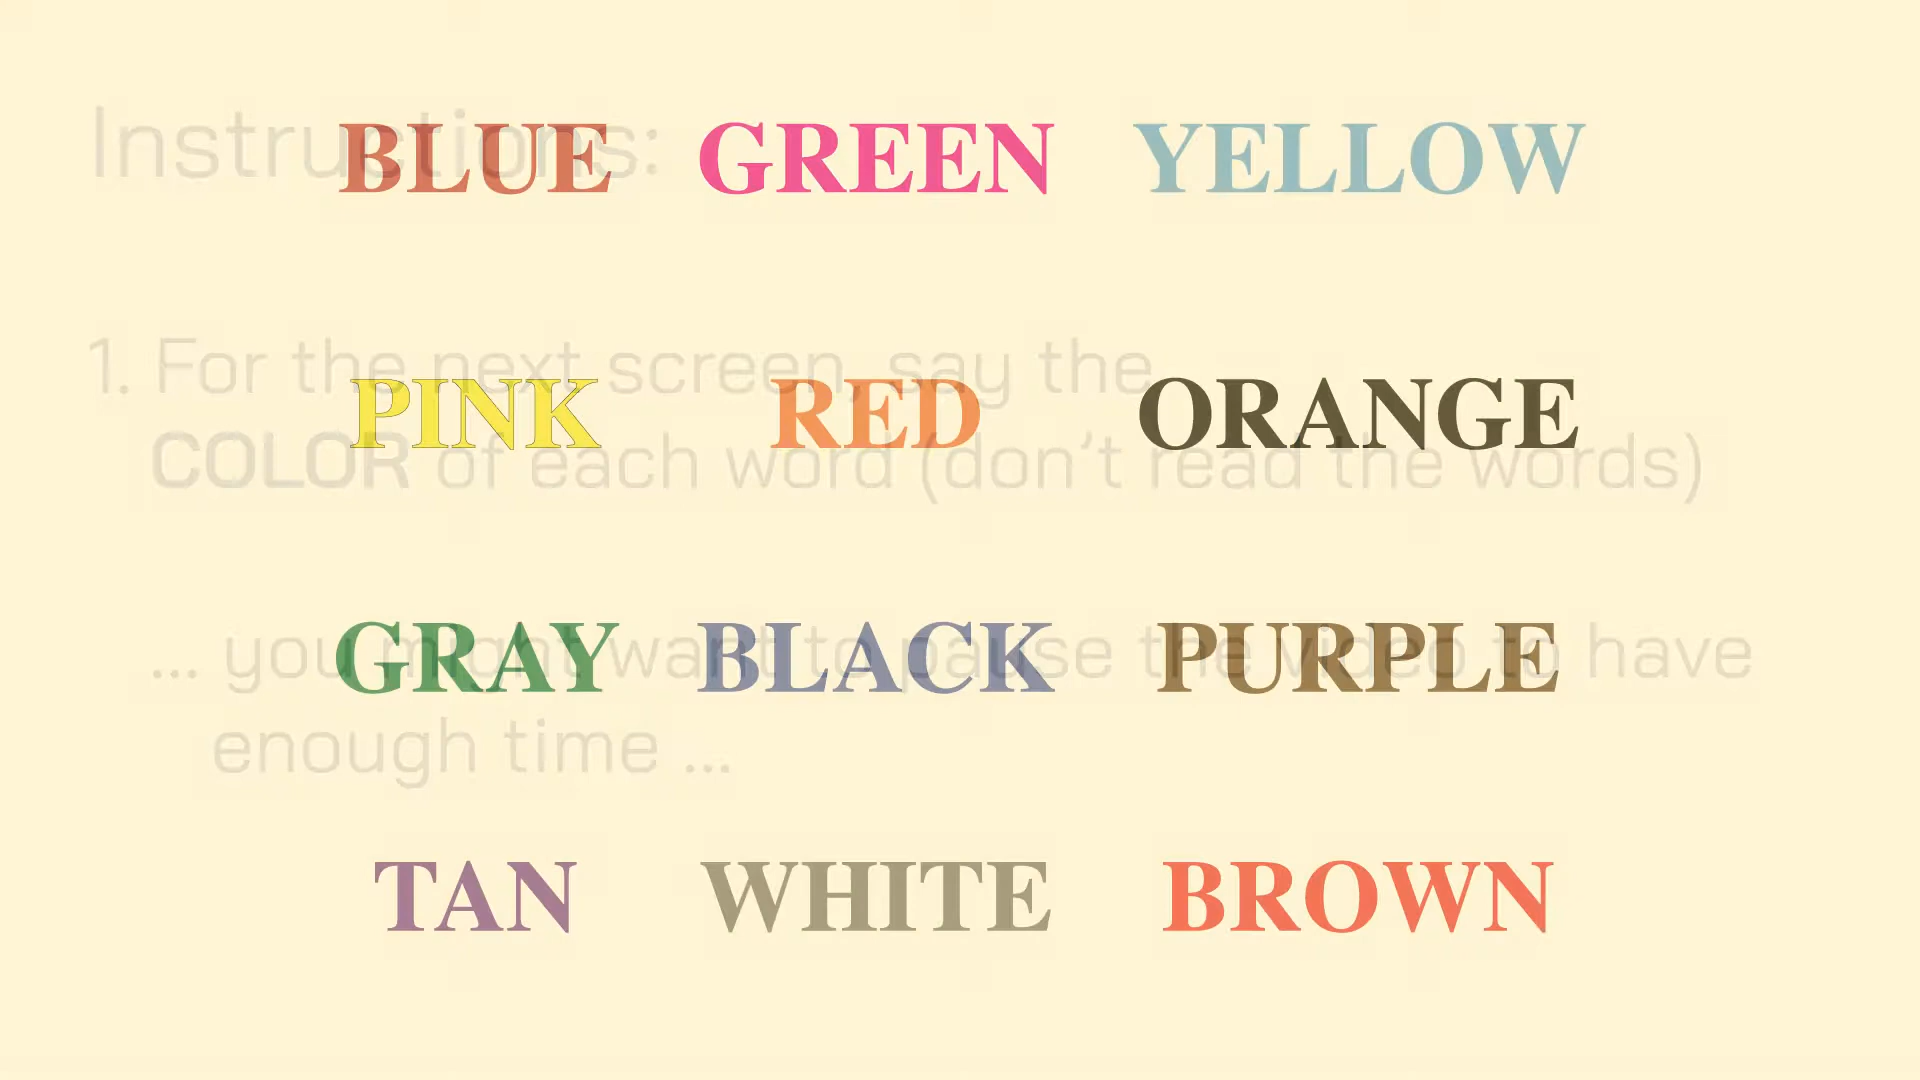 Instructions:
BLUE GREEN YELLOW
1. For the next screen, say the
PINK RED ORANGE
COLOR of each word (don't read the words)
GRAY BLACK PURPLE
... you might want to pause the video to have
enough time ...
TAN WHITE BROWN